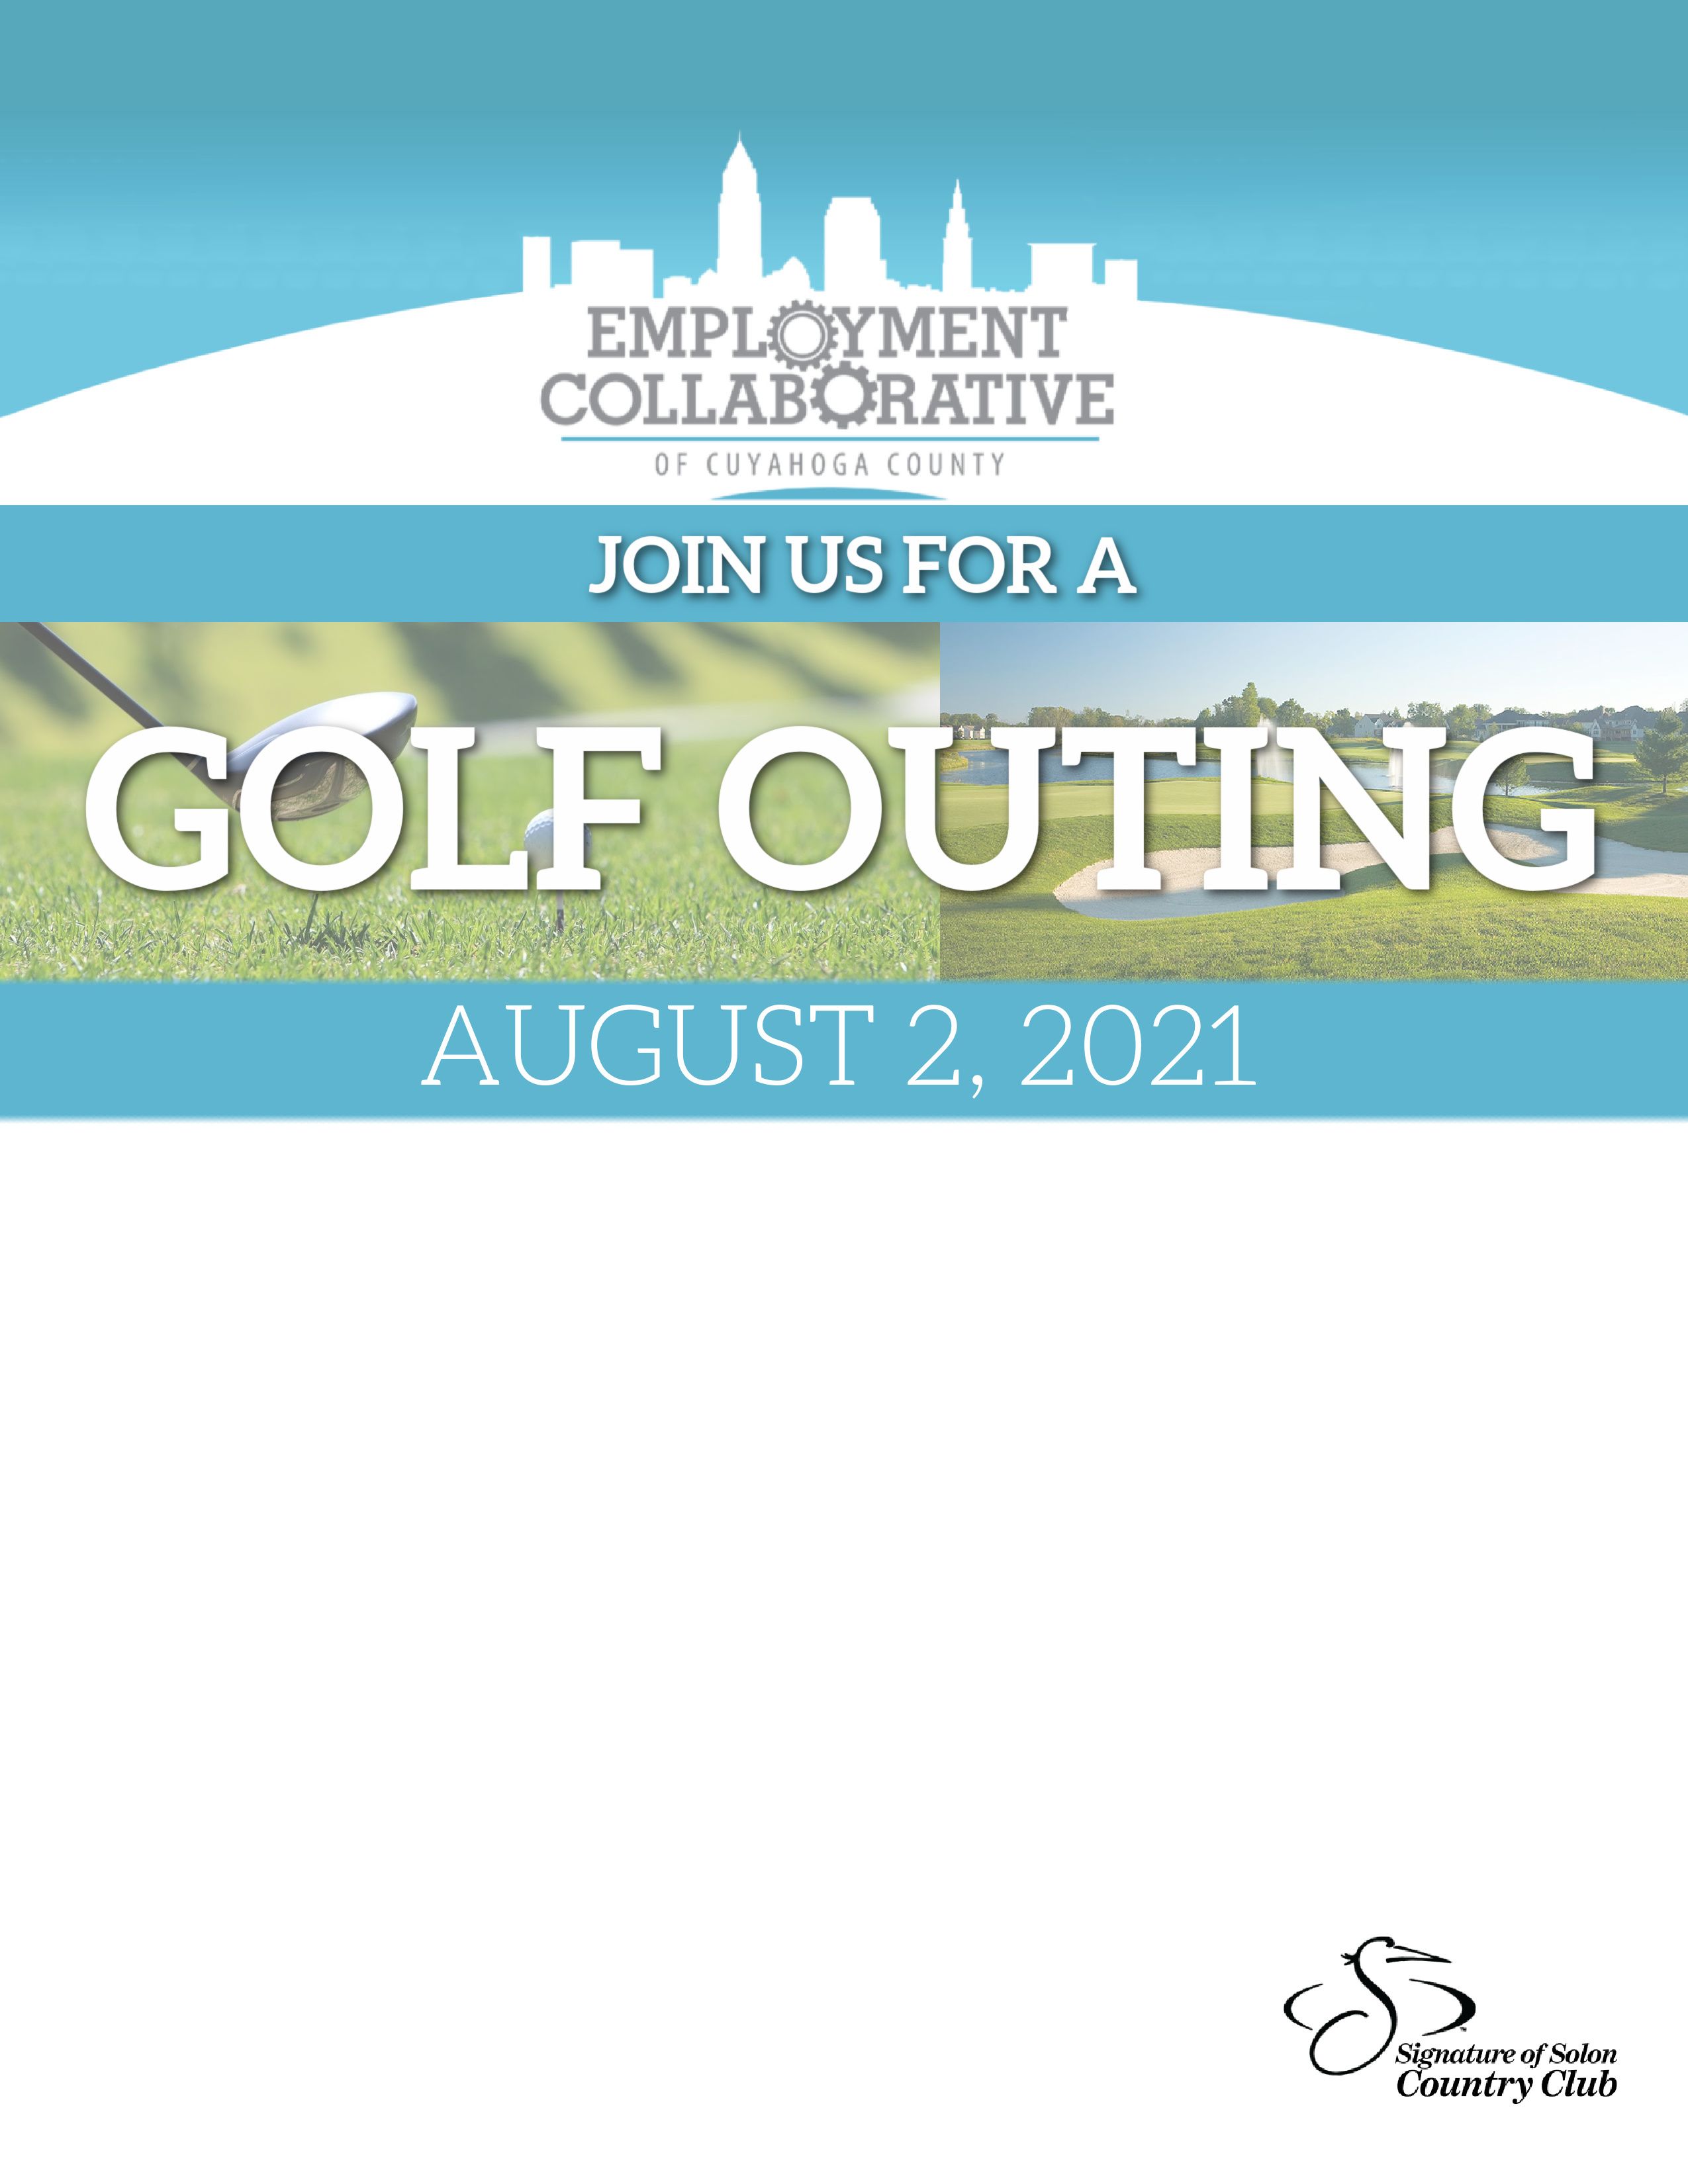 EMPLOYMENT
COLLABORATIVE
OF CUYAHOGA COUNTY
JOIN US FOR A
GOLF OUTING
AUGUST 2, 2021
Signature of Solon
Country Club